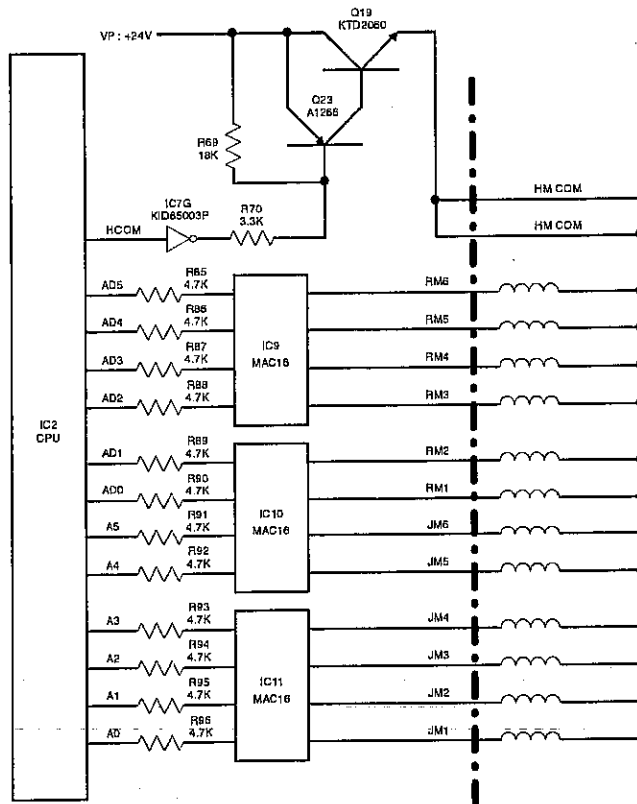 Q19
KTD2060
VP : +24V
Q23
A1266
R69
18K
IC7G
KID65003P
R70
3.3K
HCOM
HM COM
HM COM
IC2
CPU
AD5
R85
4.7K
RM6
AD4
R86
4.7K
RM5
AD3
R87
4.7K
RM4
AD2
R88
4.7K
RM3
IC9
MAC16
AD1
R89
4.7K
RM2
AD0
R90
4.7K
RM1
A5
R91
4.7K
JM6
A4
R92
4.7K
JM5
IC10
MAC16
A3
R93
4.7K
JM4
A2
R94
4.7K
JM3
A1
R95
4.7K
JM2
A0
R96
4.7K
JM1
IC11
MAC16